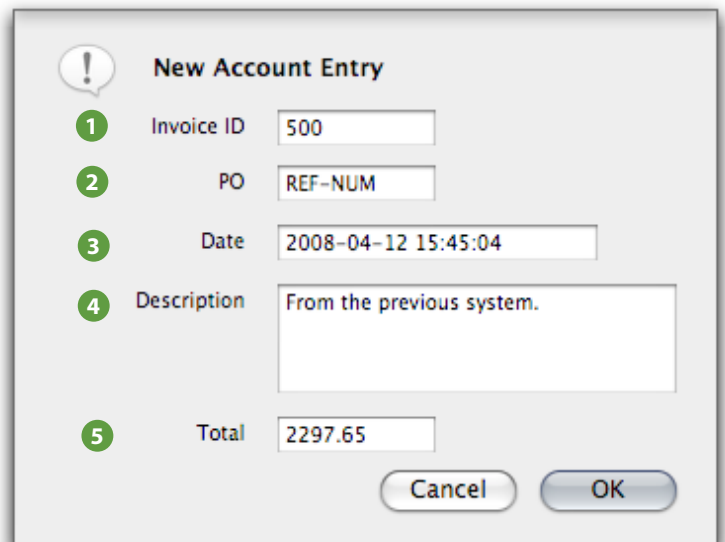 New Account Entry
1 Invoice ID 500
2 PO REF-NUM
3 Date 2008-04-12 15:45:04
4 Description From the previous system.
5 Total 2297.65
Cancel OK